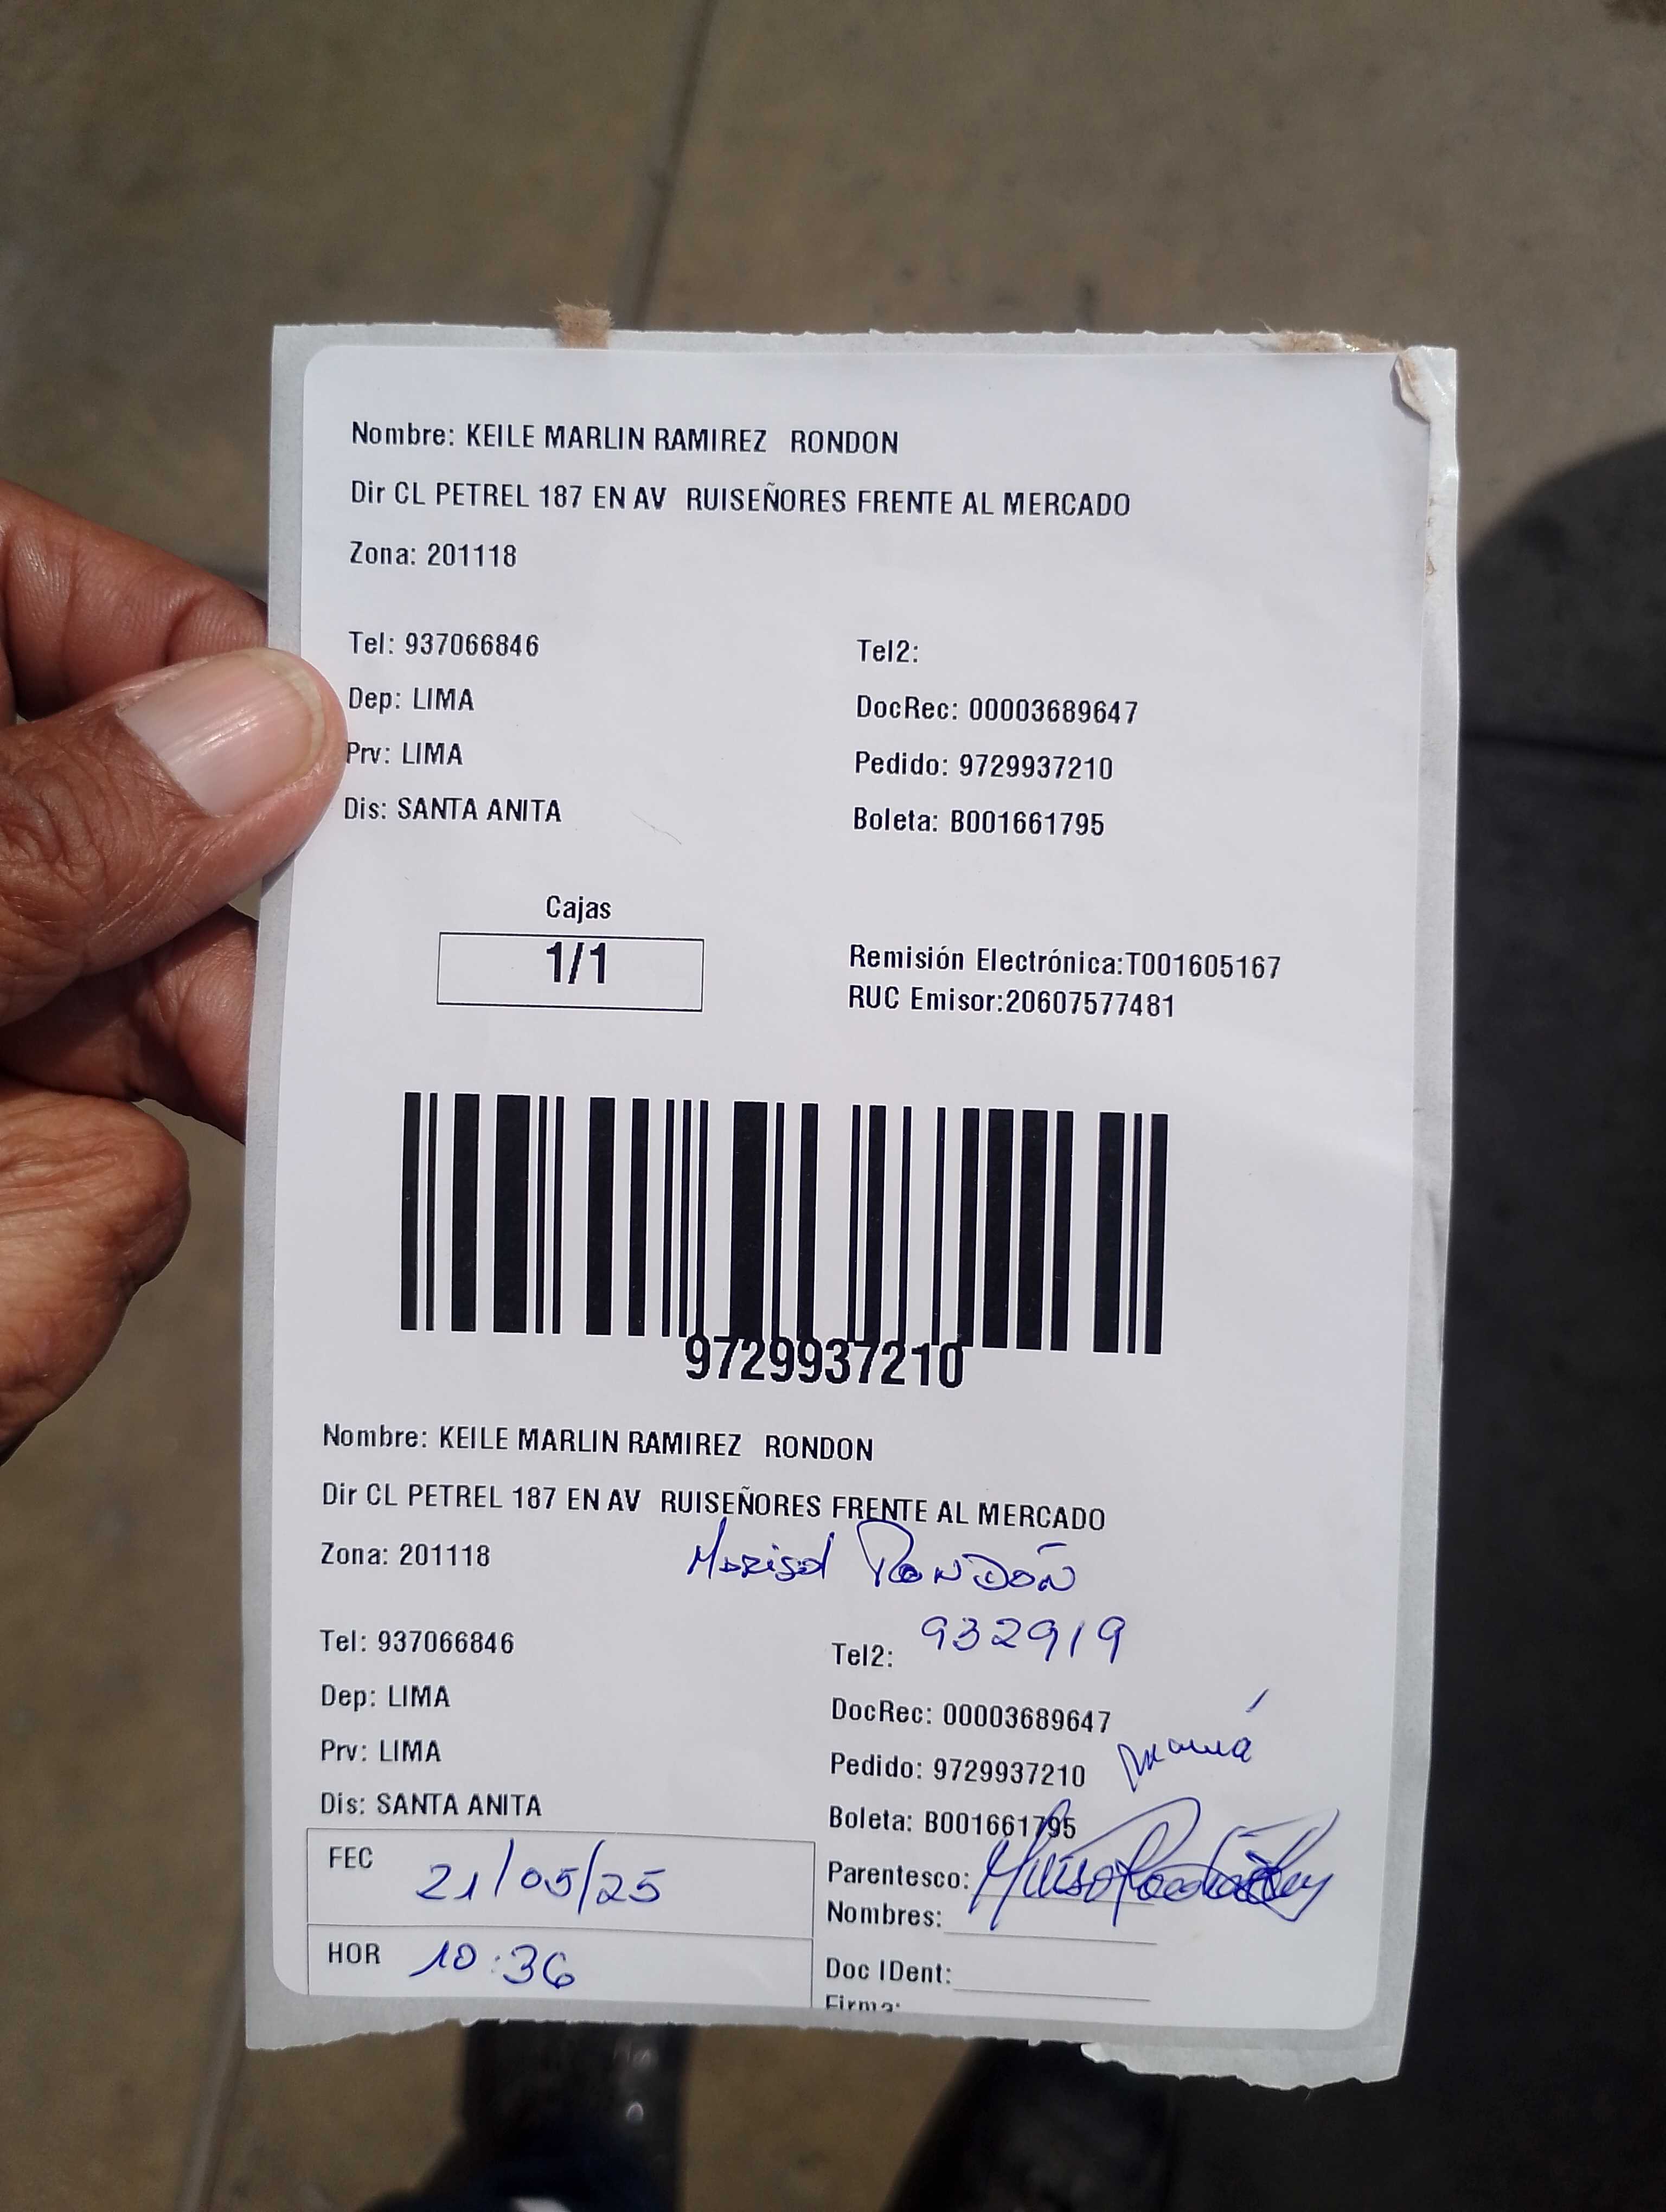 Nombre: KEILE MARLIN RAMIREZ RONDON
Dir CL PETREL 187 EN AV RUISEÑORES FRENTE AL MERCADO
Zona: 201118
Tel: 937066846 Tel2:
Dep: LIMA DocRec: 00003689647
Prv: LIMA Pedido: 9729937210
Dis: SANTA ANITA Boleta: B001661795
Cajas
1/1
Remisión Electrónica:T001605167
RUC Emisor:20607577481
9729937210
Nombre: KEILE MARLIN RAMIREZ RONDON
Dir CL PETREL 187 EN AV RUISEÑORES FRENTE AL MERCADO
Zona: 201118 Marisol RONDON
932919
Tel: 937066846 Tel2:
Dep: LIMA DocRec: 00003689647
mamá
Prv: LIMA Pedido: 9729937210
Dis: SANTA ANITA Boleta: B001661795
FEC 21/05/25 Parentesco:
Nombres:
HOR 10:36 Doc IDent:
Firma: